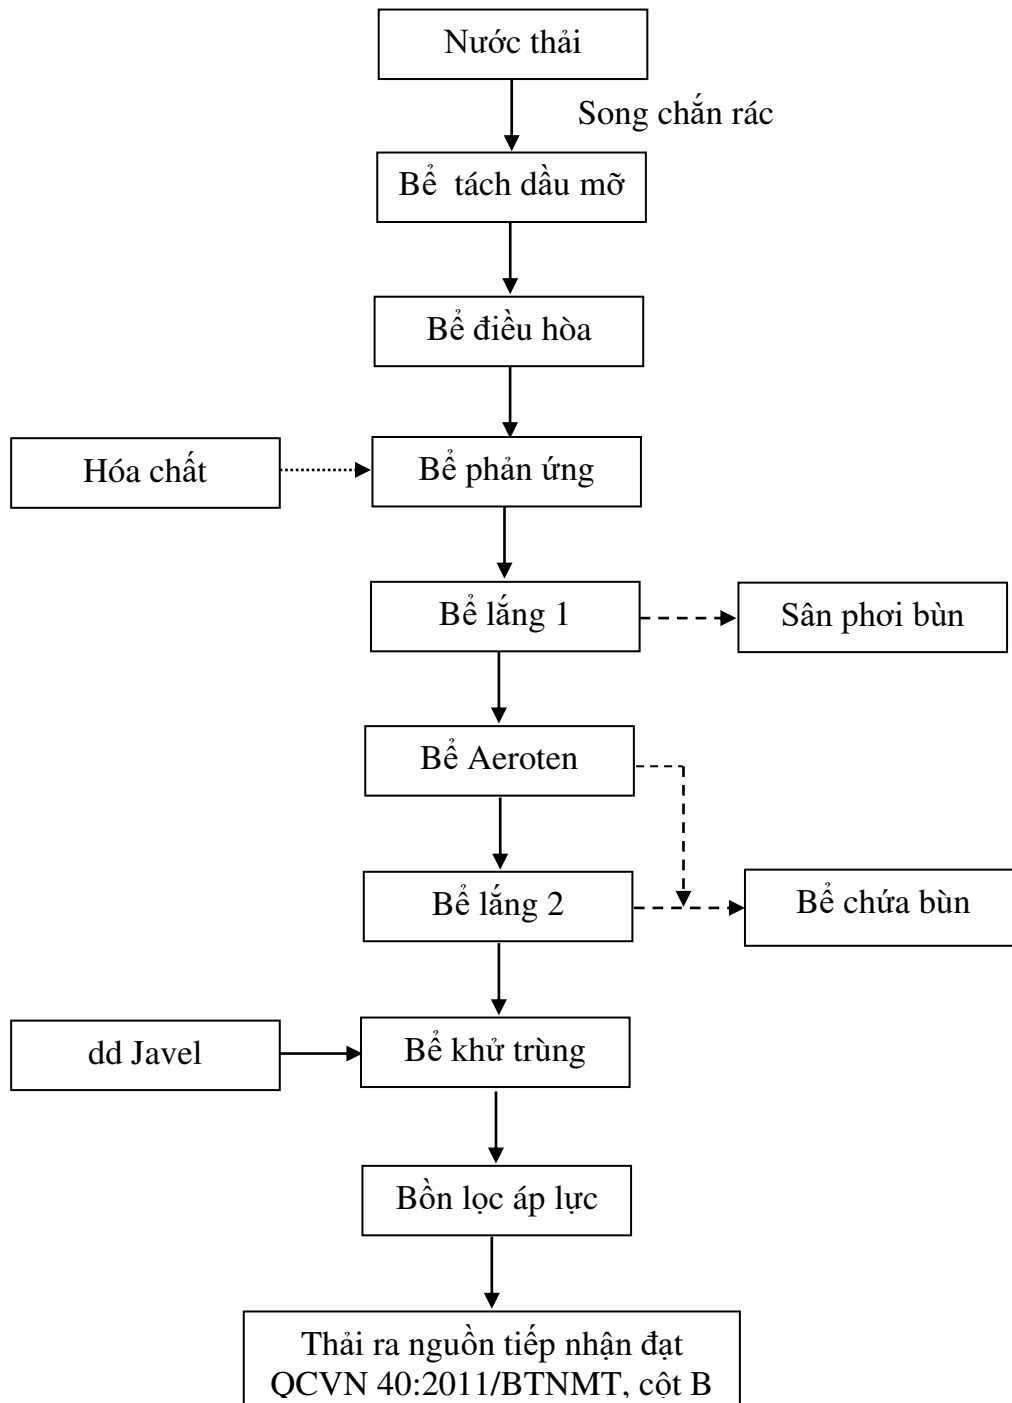 Nước thải
Song chắn rác
Bể tách dầu mỡ
Bể điều hòa
Hóa chất
Bể phản ứng
Bể lắng 1
Sân phơi bùn
Bể Aeroten
Bể lắng 2
Bể chứa bùn
dd Javel
Bể khử trùng
Bồn lọc áp lực
Thải ra nguồn tiếp nhận đạt
QCVN 40:2011/BTNMT, cột B